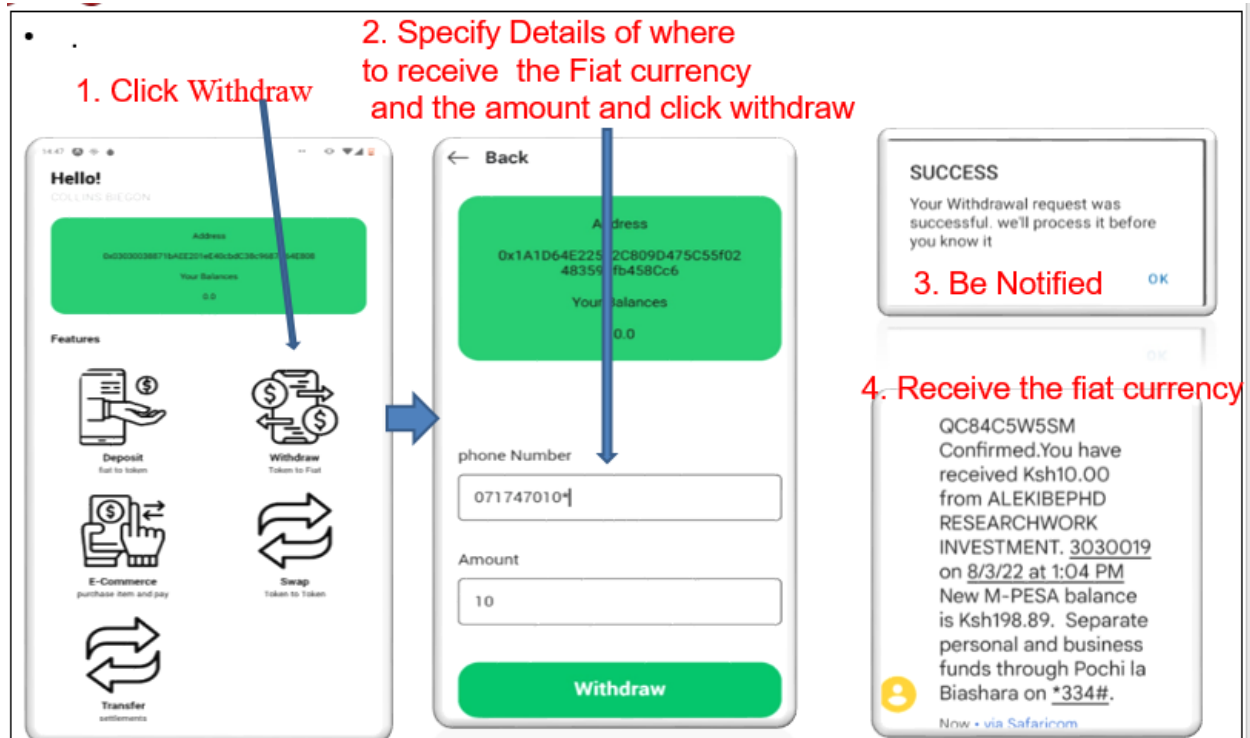 1. Click Withdraw
2. Specify Details of where
to receive the Fiat currency
and the amount and click withdraw
14:47
Hello!
COLLINS BIEGON
Address
Your Balances
0.0
Features
Deposit
fiat to token
Withdraw
Token to Fiat
E-Commerce
purchase item and pay
Swap
Token to Token
Transfer
settlements
← Back
Address
Your Balances
0.0
phone Number
071747010*
Amount
10
Withdraw
SUCCESS
Your Withdrawal request was
successful. we'll process it before
you know it
OK
3. Be Notified
OK
4. Receive the fiat currency
QC84C5W5SM
Confirmed.You have
received Ksh10.00
from ALEKIBEPHD
RESEARCHWORK
INVESTMENT. 3030019
on 8/3/22 at 1:04 PM
New M-PESA balance
is Ksh198.89. Separate
personal and business
funds through Pochi la
Biashara on *334#.
Now • via Safaricom